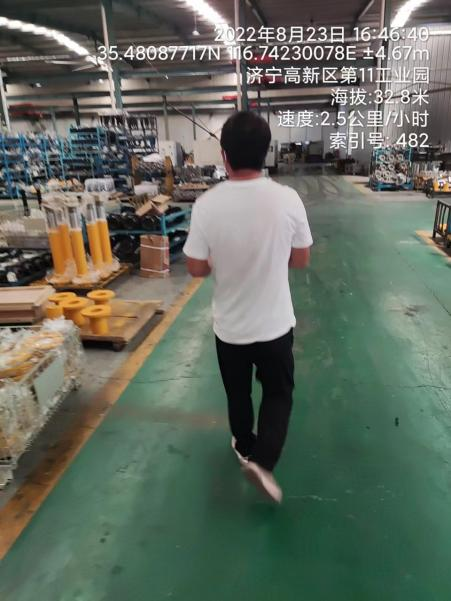 2022年8月23日 16:46:40
35.48087717N 116.74230078E ±4.67m
济宁高新区第11工业园
海拔:32.8米
速度:2.5公里/小时
索引号: 482